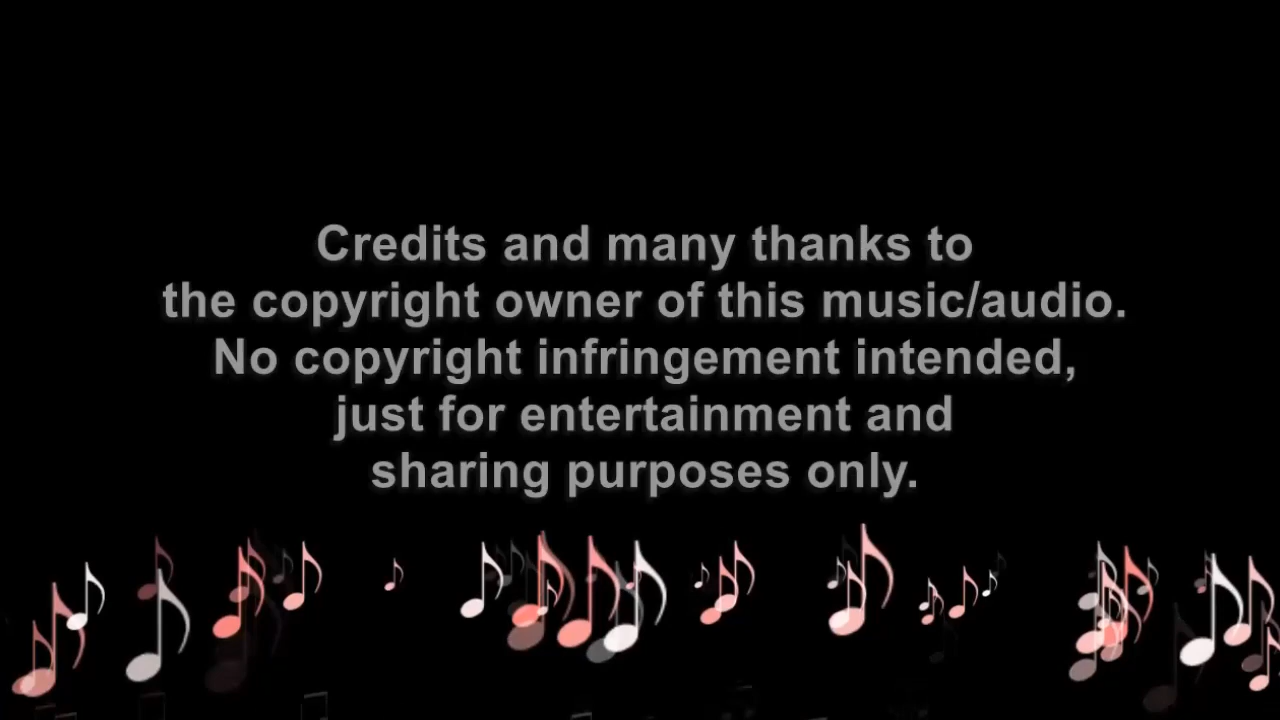 Credits and many thanks to
the copyright owner of this music/audio.
No copyright infringement intended,
just for entertainment and
sharing purposes only.